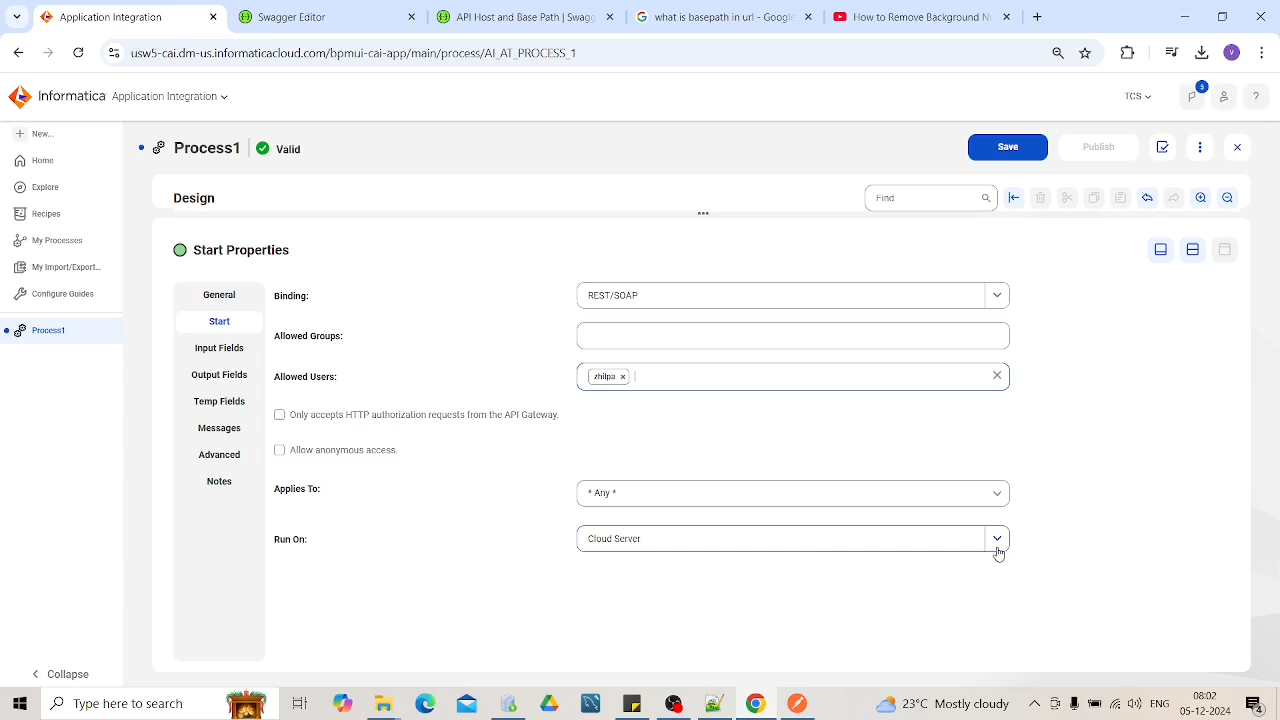 Application Integration
Swagger Editor
API Host and Base Path | Swagg
what is basepath in url - Google
How to Remove Background N
usw5-cai.dm-us.informaticacloud.com/bpmui-cai-app/main/process/AI_AT_PROCESS_1
V
Informatica Application Integration
TCS
5
?
New...
Home
Explore
Recipes
My Processes
My Import/Export...
Configure Guides
Process1
Collapse
Process1
Valid
Save
Publish
Design
Find
Start Properties
General
Start
Input Fields
Output Fields
Temp Fields
Messages
Advanced
Notes
Binding:
REST/SOAP
Allowed Groups:
Allowed Users:
zhilpa
Only accepts HTTP authorization requests from the API Gateway.
Allow anonymous access.
Applies To:
* Any *
Run On:
Cloud Server
Type here to search
23°C Mostly cloudy
08:02
05-12-2024
4